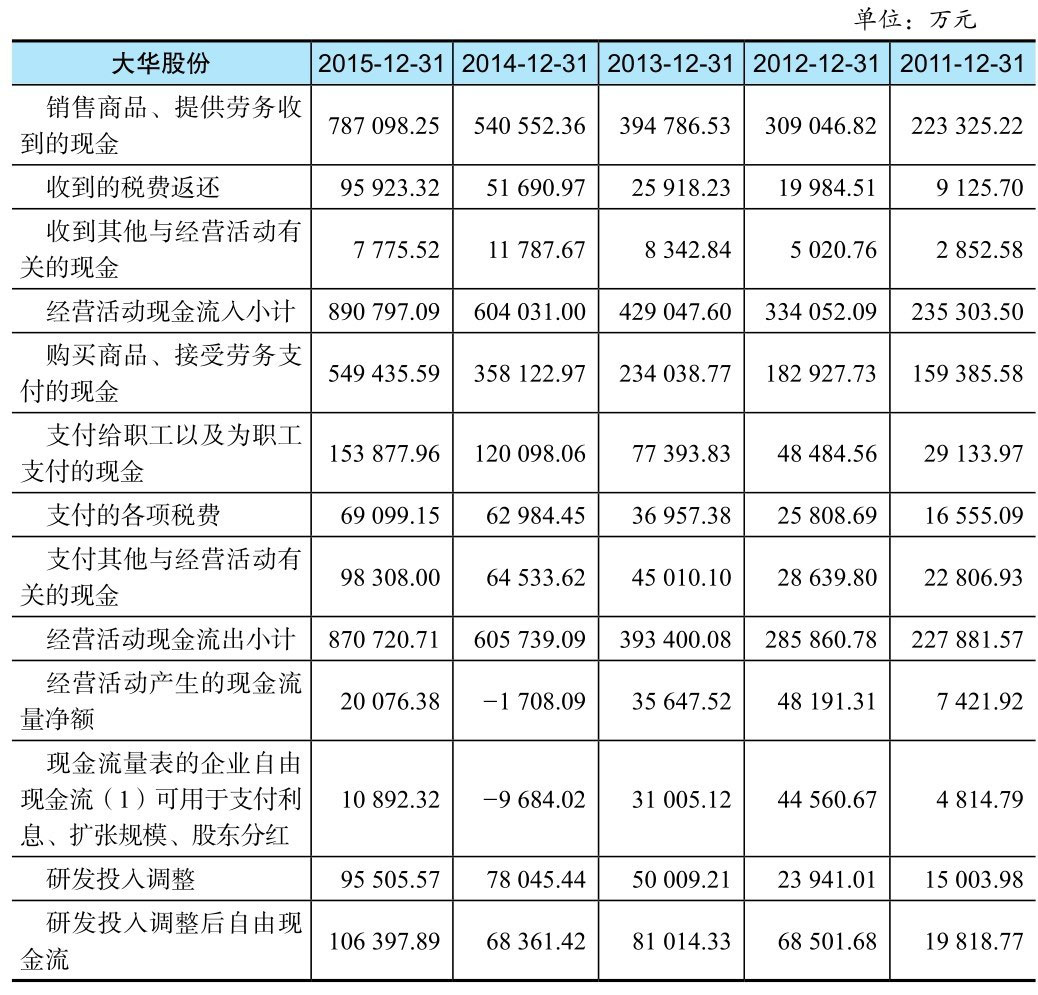 单位：万元
大华股份 2015-12-31 2014-12-31 2013-12-31 2012-12-31 2011-12-31
销售商品、提供劳务收
到的现金 787 098.25 540 552.36 394 786.53 309 046.82 223 325.22
收到的税费返还 95 923.32 51 690.97 25 918.23 19 984.51 9 125.70
收到其他与经营活动有
关的现金 7 775.52 11 787.67 8 342.84 5 020.76 2 852.58
经营活动现金流入小计 890 797.09 604 031.00 429 047.60 334 052.09 235 303.50
购买商品、接受劳务支
付的现金 549 435.59 358 122.97 234 038.77 182 927.73 159 385.58
支付给职工以及为职工
支付的现金 153 877.96 120 098.06 77 393.83 48 484.56 29 133.97
支付的各项税费 69 099.15 62 984.45 36 957.38 25 808.69 16 555.09
支付其他与经营活动有
关的现金 98 308.00 64 533.62 45 010.10 28 639.80 22 806.93
经营活动现金流出小计 870 720.71 605 739.09 393 400.08 285 860.78 227 881.57
经营活动产生的现金流
量净额 20 076.38 −1 708.09 35 647.52 48 191.31 7 421.92
现金流量表的企业自由
现金流（1）可用于支付利
息、扩张规模、股东分红 10 892.32 −9 684.02 31 005.12 44 560.67 4 814.79
研发投入调整 95 505.57 78 045.44 50 009.21 23 941.01 15 003.98
研发投入调整后自由现
金流 106 397.89 68 361.42 81 014.33 68 501.68 19 818.77